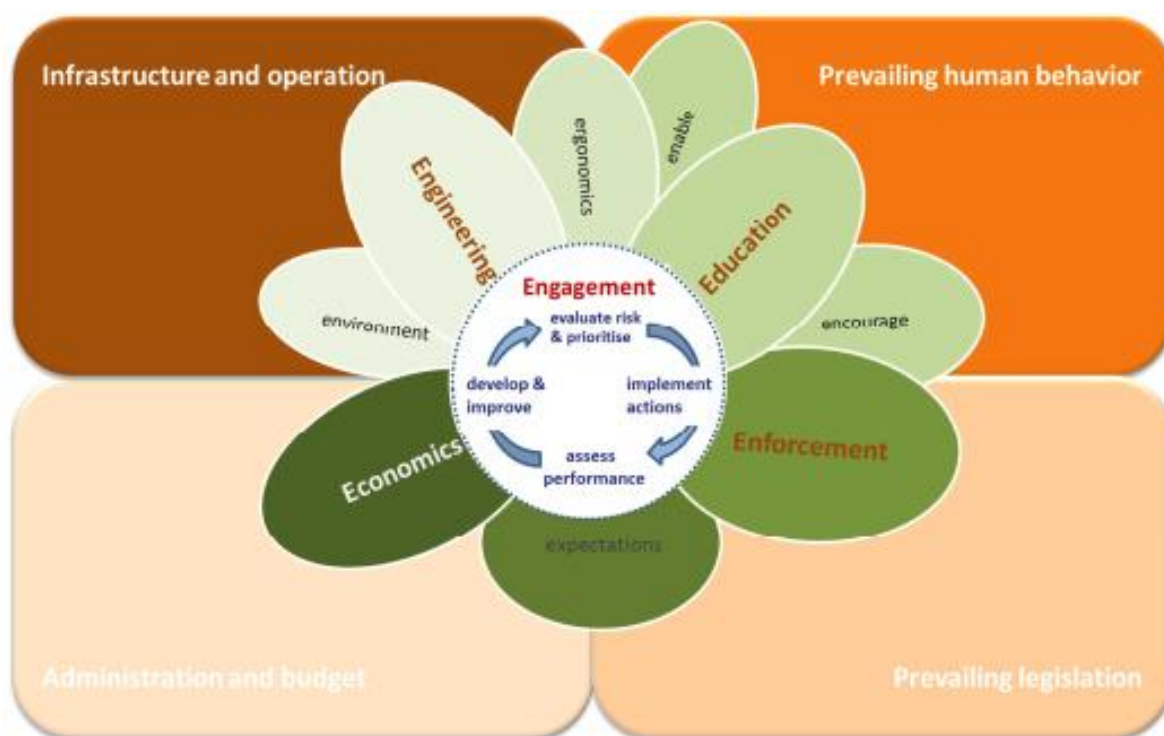 Infrastructure and operation
Prevailing human behavior
ergonomics
enable
Engineering
Education
environment
encourage
Engagement
evaluate risk
& prioritise
develop &
improve
implement
actions
assess
performance
Economics
Enforcement
expectations
Administration and budget
Prevailing legislation